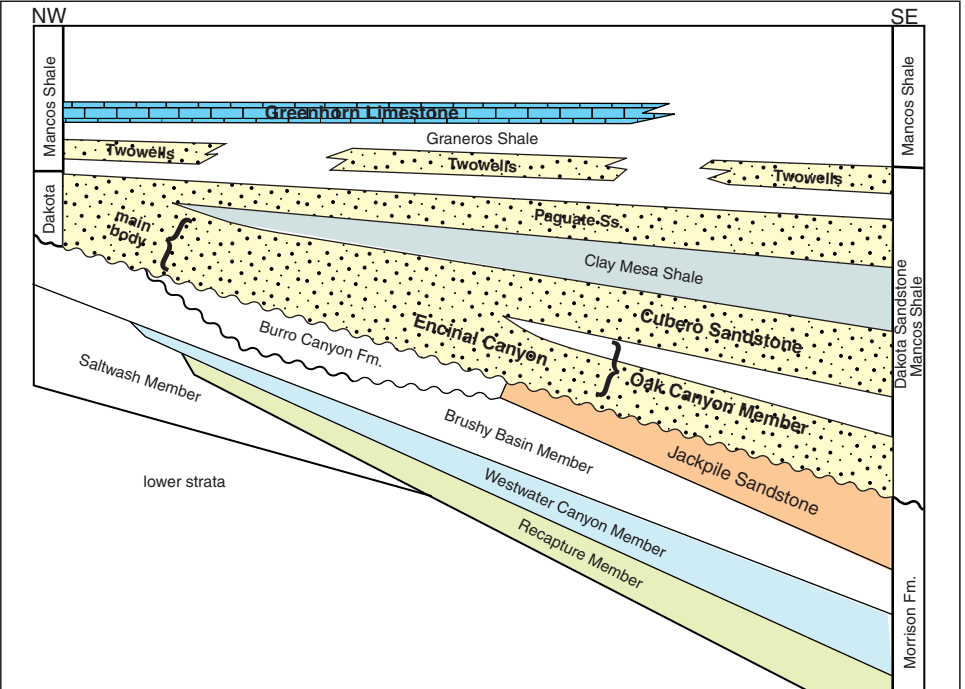 NW
SE
Mancos Shale
Mancos Shale
Greenhorn Limestone
Graneros Shale
Twowells
Twowells
Twowells
Dakota
main
body
Paguate Ss.
Clay Mesa Shale
Dakota Sandstone
Mancos Shale
Cubero Sandstone
Encinal Canyon
Burro Canyon Fm.
Oak Canyon Member
Saltwash Member
Brushy Basin Member
Jackpile Sandstone
lower strata
Westwater Canyon Member
Recapture Member
Morrison Fm.